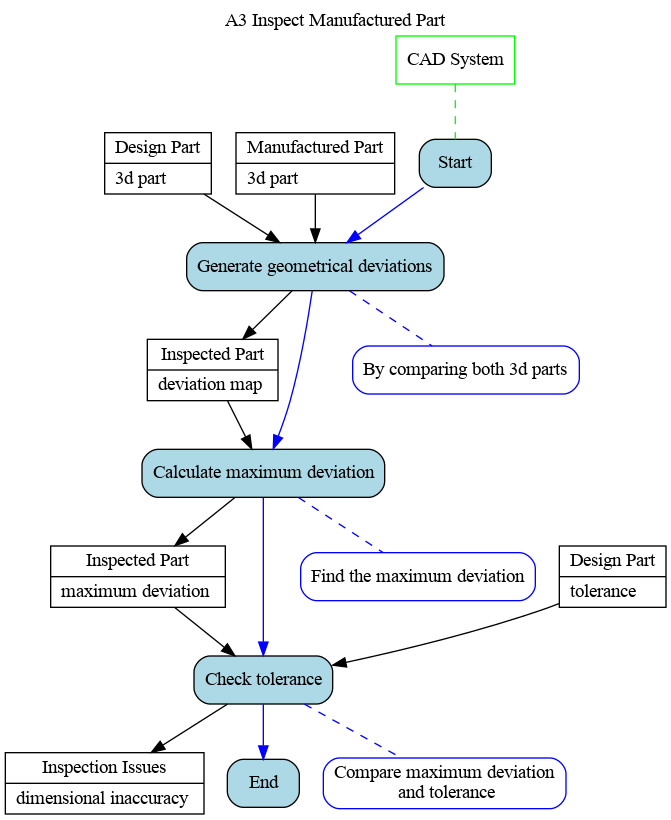 A3 Inspect Manufactured Part
CAD System
Design Part
3d part
Manufactured Part
3d part
Start
Generate geometrical deviations
Inspected Part
deviation map
By comparing both 3d parts
Calculate maximum deviation
Inspected Part
maximum deviation
Find the maximum deviation
Design Part
tolerance
Check tolerance
Inspection Issues
dimensional inaccuracy
End
Compare maximum deviation
and tolerance